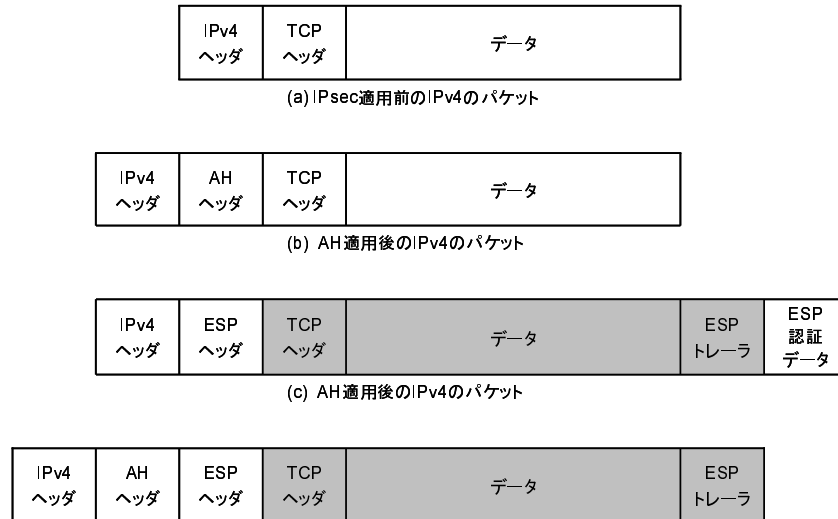 IPv4 TCP データ
ヘッダ ヘッダ
(a) IPsec適用前のIPv4のパケット
IPv4 AH TCP データ
ヘッダ ヘッダ ヘッダ
(b) AH適用後のIPv4のパケット
IPv4 ESP TCP データ ESP ESP
ヘッダ ヘッダ ヘッダ トレーラ 認証
データ
(c) AH適用後のIPv4のパケット
IPv4 AH ESP TCP データ ESP
ヘッダ ヘッダ ヘッダ ヘッダ トレーラ